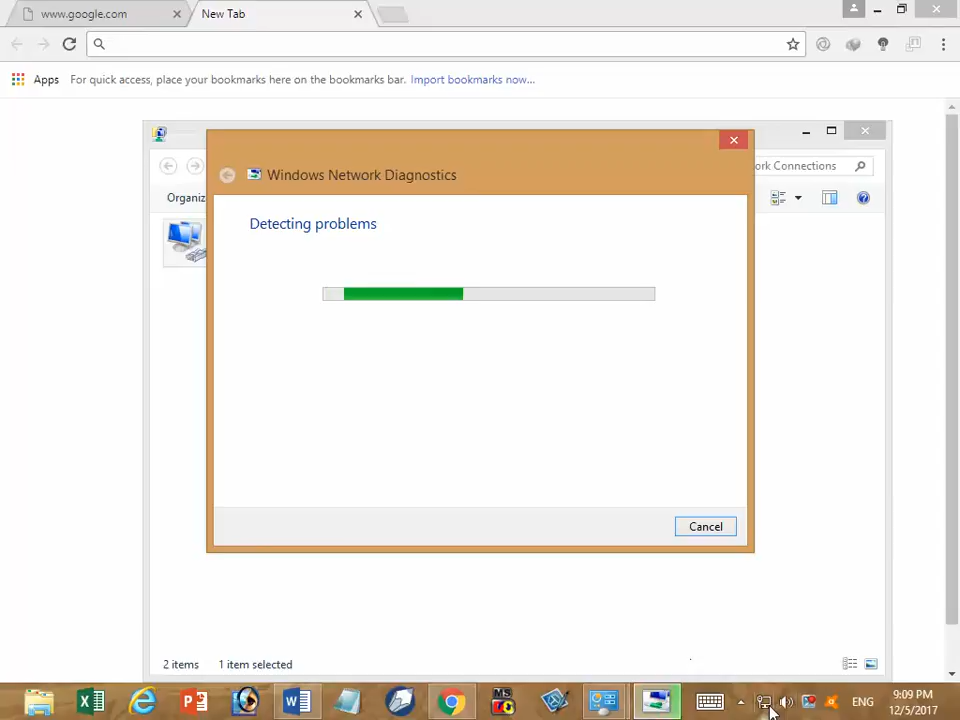 www.google.com
New Tab
Apps
For quick access, place your bookmarks here on the bookmarks bar. Import bookmarks now...
Windows Network Diagnostics
ork Connections
Organiz
Detecting problems
Cancel
2 items 1 item selected
MS
ENG
9:09 PM
12/5/2017